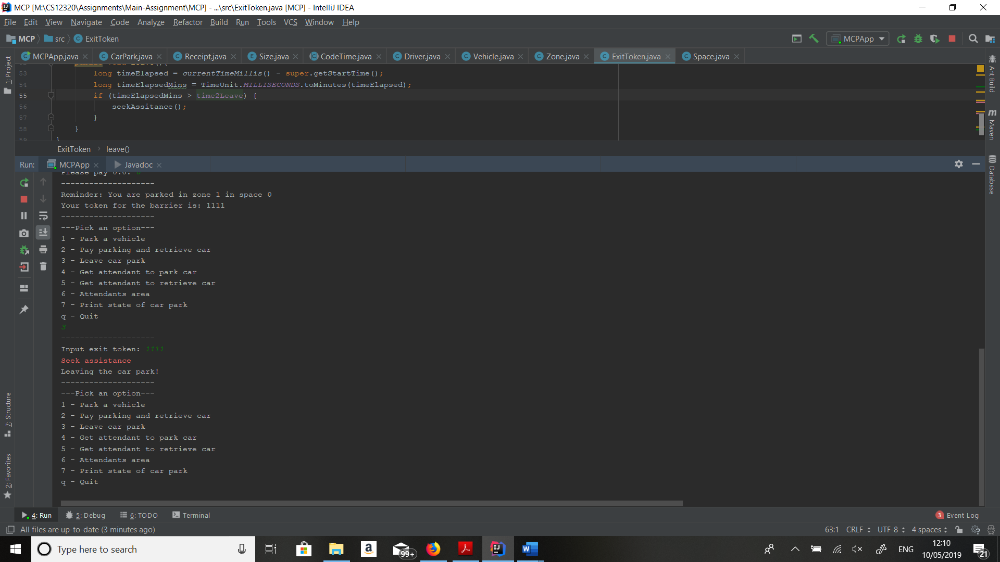 MCP [M:\CS12320\Assignments\Main-Assignment\MCP] - ...\src\ExitToken.java [MCP] - IntelliJ IDEA
File Edit View Navigate Code Analyze Refactor Build Run Tools VCS Window Help
MCP src ExitToken MCPApp
MCPApp.java CarPark.java Receipt.java Size.java CodeTime.java Driver.java Vehicle.java Zone.java ExitToken.java Space.java
1: Project
53 long timeElapsed = currentTimeMillis() - super.getStartTime();
54 long timeElapsedMins = TimeUnit.MILLISECONDS.toMinutes(timeElapsed);
55 if (timeElapsedMins > time2Leave) {
56 seekAssitance();
57 }
58 }
59 }
ExitToken leave()
Ant Build
Maven
Database
Run: MCPApp Javadoc
Please pay 0.0: 0
--------------------
Reminder: You are parked in zone 1 in space 0
Your token for the barrier is: 1111
--------------------
---Pick an option---
1 - Park a vehicle
2 - Pay parking and retrieve car
3 - Leave car park
4 - Get attendant to park car
5 - Get attendant to retrieve car
6 - Attendants area
7 - Print state of car park
q - Quit
3
--------------------
Input exit token: 1111
Seek assistance
Leaving the car park!
--------------------
---Pick an option---
1 - Park a vehicle
2 - Pay parking and retrieve car
3 - Leave car park
4 - Get attendant to park car
5 - Get attendant to retrieve car
6 - Attendants area
7 - Print state of car park
q - Quit
7: Structure
2: Favorites
4: Run 5: Debug 6: TODO Terminal 3 Event Log
All files are up-to-date (3 minutes ago) 63:1 CRLF UTF-8 4 spaces
Type here to search 99+ ENG 12:10
10/05/2019 21